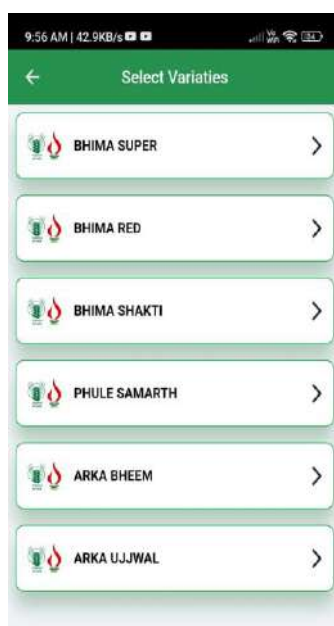 9:56 AM | 42.9KB/s
Select Variaties
BHIMA SUPER
BHIMA RED
BHIMA SHAKTI
PHULE SAMARTH
ARKA BHEEM
ARKA UJJWAL